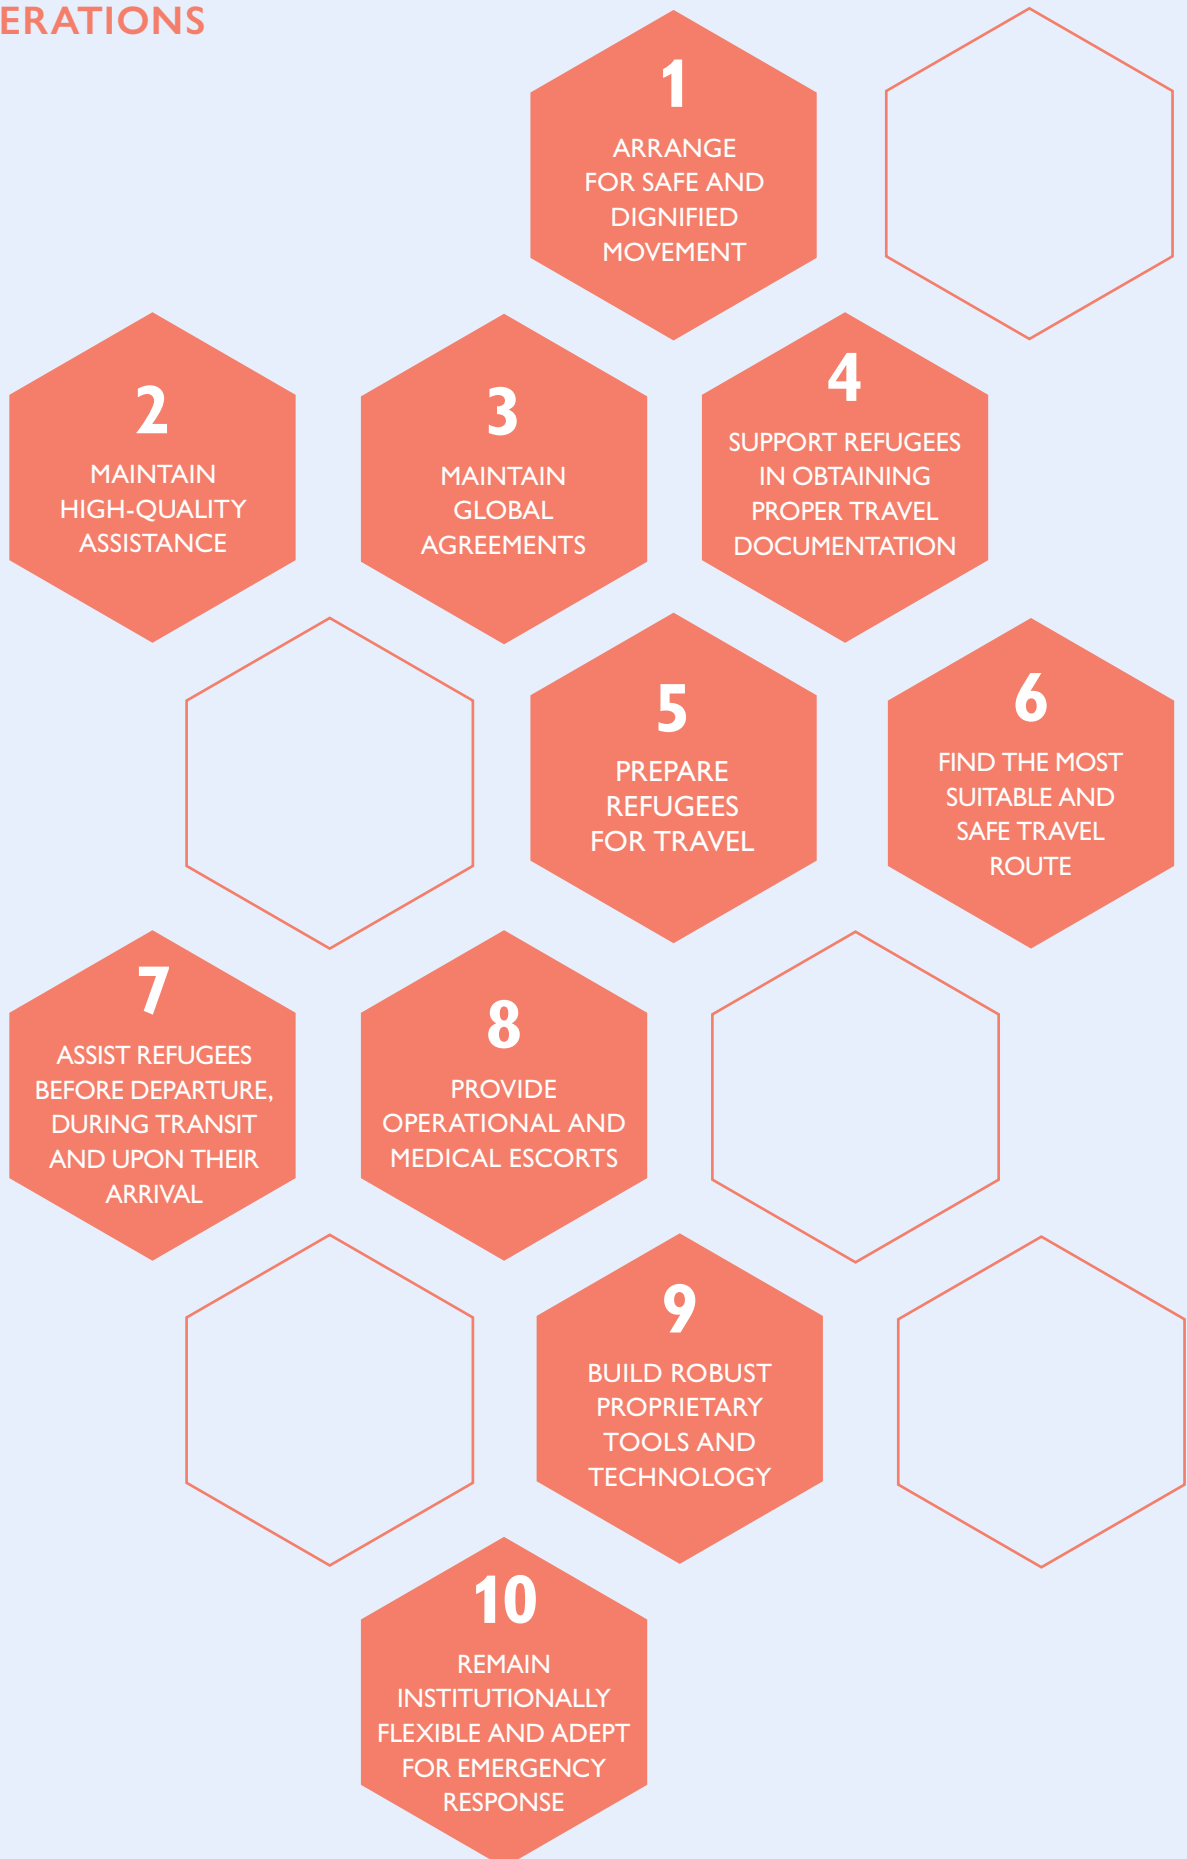 ERATIONS
1
ARRANGE
FOR SAFE AND
DIGNIFIED
MOVEMENT
2
MAINTAIN
HIGH-QUALITY
ASSISTANCE
3
MAINTAIN
GLOBAL
AGREEMENTS
4
SUPPORT REFUGEES
IN OBTAINING
PROPER TRAVEL
DOCUMENTATION
5
PREPARE
REFUGEES
FOR TRAVEL
6
FIND THE MOST
SUITABLE AND
SAFE TRAVEL
ROUTE
7
ASSIST REFUGEES
BEFORE DEPARTURE,
DURING TRANSIT
AND UPON THEIR
ARRIVAL
8
PROVIDE
OPERATIONAL AND
MEDICAL ESCORTS
9
BUILD ROBUST
PROPRIETARY
TOOLS AND
TECHNOLOGY
10
REMAIN
INSTITUTIONALLY
FLEXIBLE AND ADEPT
FOR EMERGENCY
RESPONSE